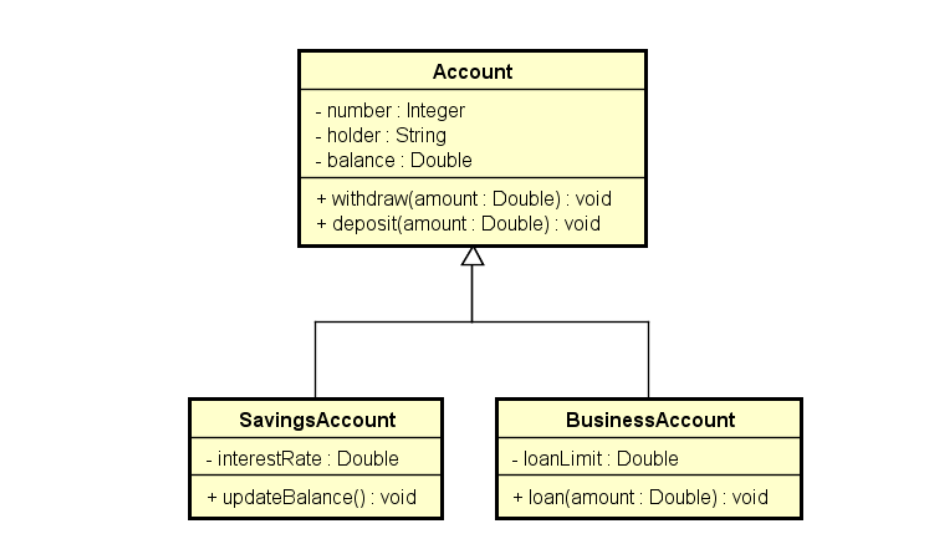 Account
- number : Integer
- holder : String
- balance : Double
+ withdraw(amount : Double) : void
+ deposit(amount : Double) : void
SavingsAccount
- interestRate : Double
+ updateBalance() : void
BusinessAccount
- loanLimit : Double
+ loan(amount : Double) : void